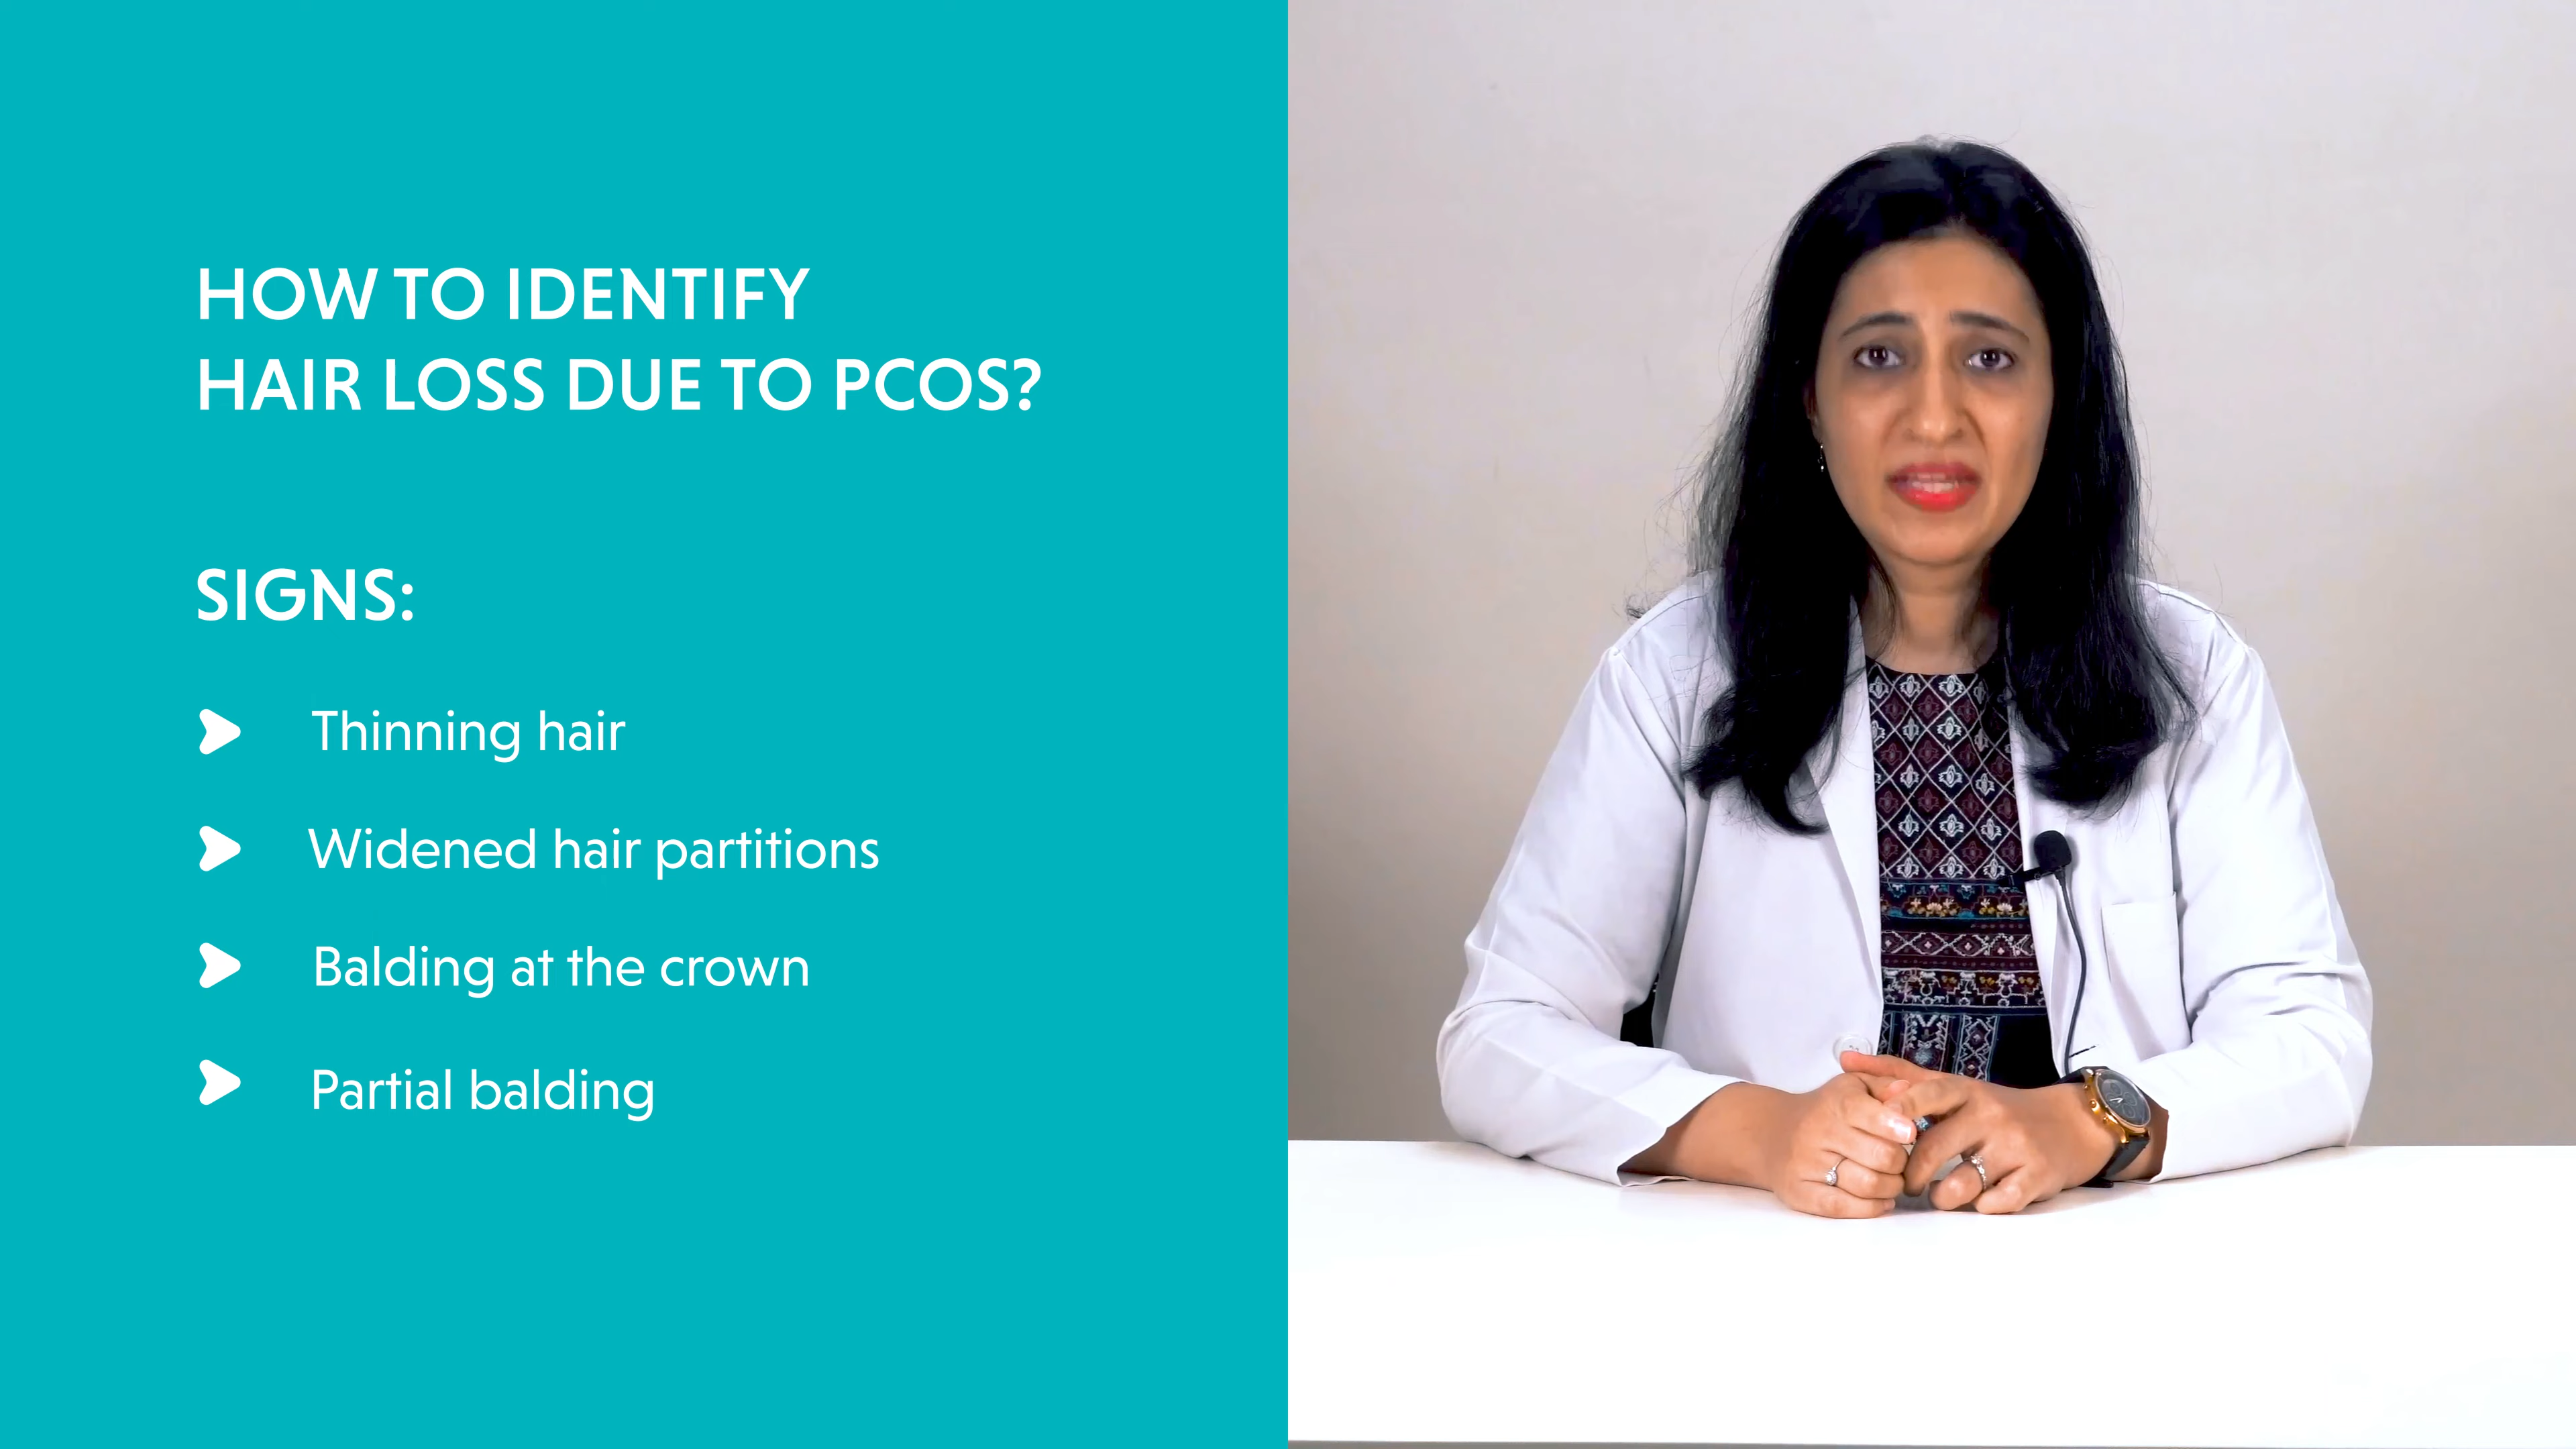 HOW TO IDENTIFY
HAIR LOSS DUE TO PCOS?
SIGNS:
Thinning hair
Widened hair partitions
Balding at the crown
Partial balding